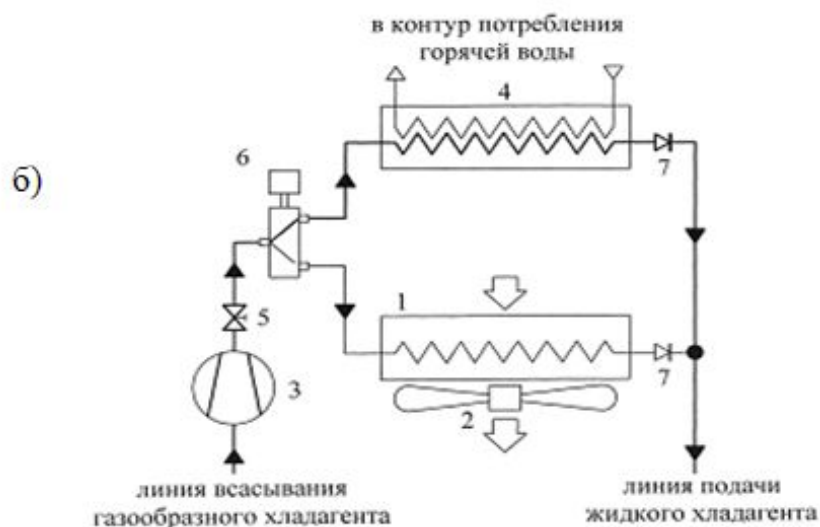 в контур потребления
горячей воды
4
6
7
б)
1
5
3
7
2
линия всасывания
газообразного хладагента
линия подачи
жидкого хладагента